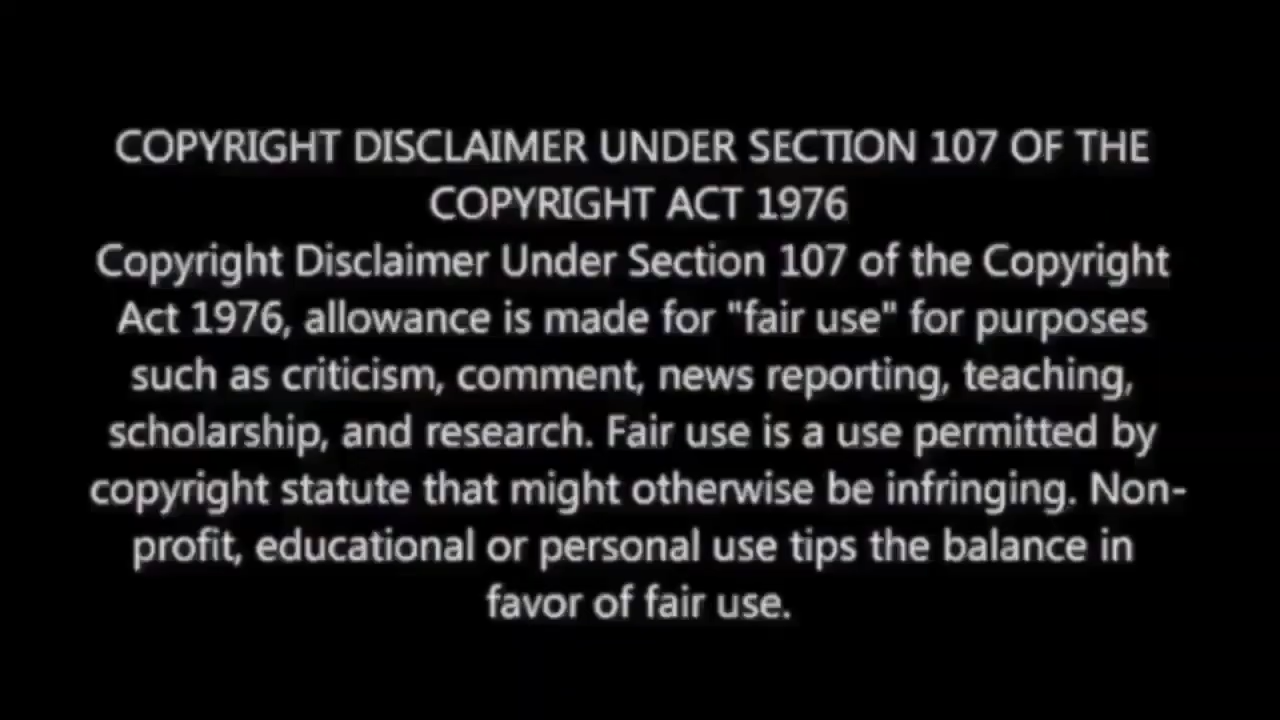 COPYRIGHT DISCLAIMER UNDER SECTION 107 OF THE
COPYRIGHT ACT 1976
Copyright Disclaimer Under Section 107 of the Copyright
Act 1976, allowance is made for "fair use" for purposes
such as criticism, comment, news reporting, teaching,
scholarship, and research. Fair use is a use permitted by
copyright statute that might otherwise be infringing. Non-
profit, educational or personal use tips the balance in
favor of fair use.